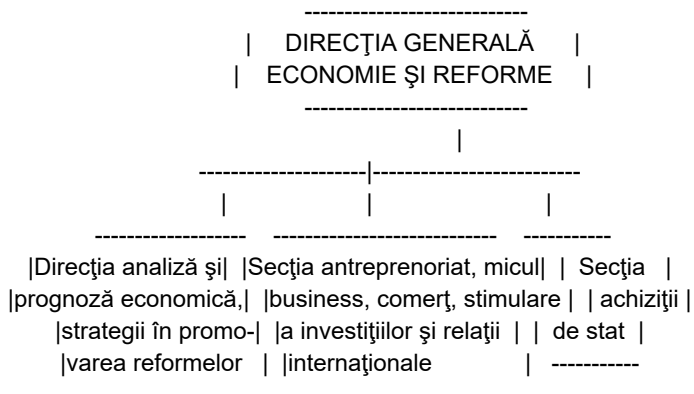 ----------------------------
| DIRECŢIA GENERALĂ |
| ECONOMIE ŞI REFORME |
----------------------------
|
---------------------|--------------------------
| | |
------------------- ---------------------------- -----------
|Direcţia analiză şi| |Secţia antreprenoriat, micul| | Secţia |
|prognoză economică,| |business, comerţ, stimulare | | achiziţii |
|strategii în promo-| |a investiţiilor şi relaţii | | de stat |
|varea reformelor | |internaţionale | -----------